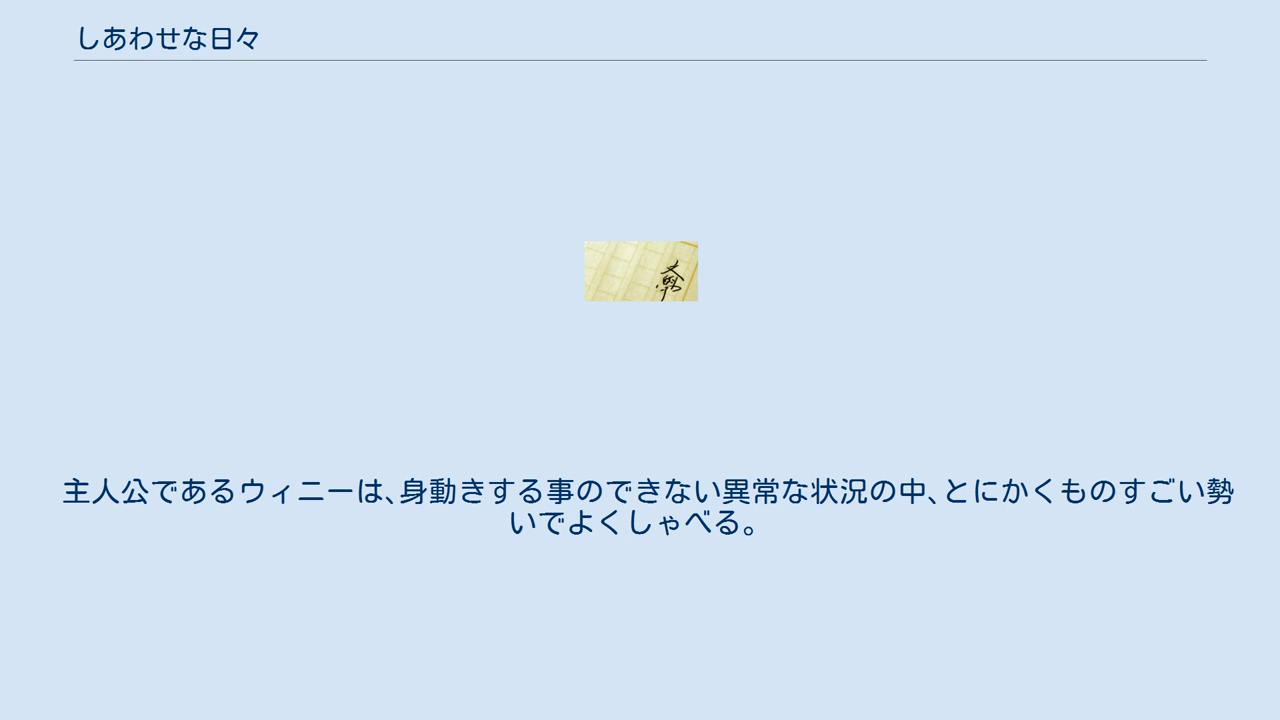 しあわせな日々
主人公であるウィニーは、身動きする事のできない異常な状況の中、とにかくものすごい勢
いでよくしゃべる。